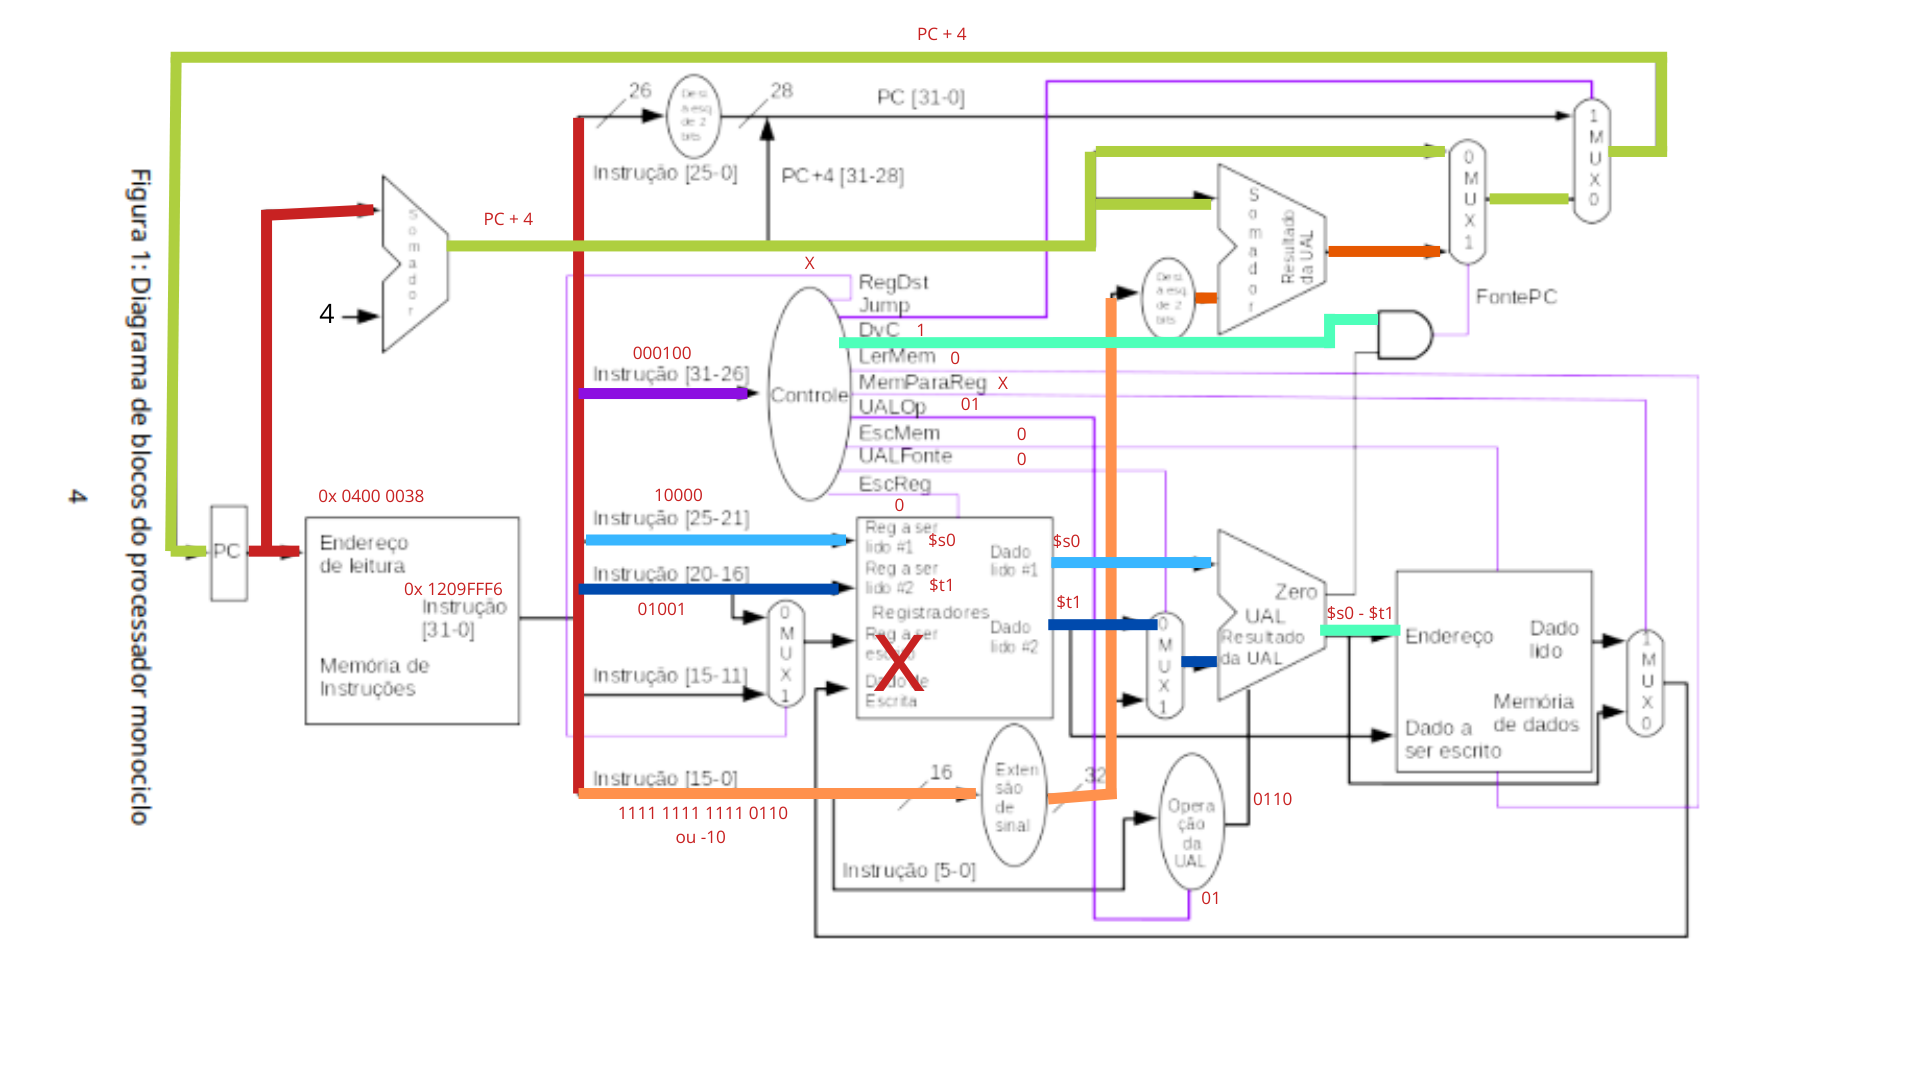 PC + 4
26
28
PC [31-0]
Desl
à esq
de 2
bits
Instrução [25-0]
PC+4 [31-28]
1
M
U
X
0
0
M
U
X
1
Somador
PC + 4
4
Somador
Resultado
da UAL
Desl
à esq
de 2
bits
X
RegDst
Jump
DvC 1
LerMem 0
MemParaReg X
UALOp 01
EscMem 0
UALFonte 0
EscReg
0
FontePC
000100
Instrução [31-26]
Controle
0x 0400 0038
Endereço
de leitura
0x 1209FFF6
Instrução
[31-0]
Memória de
Instruções
PC
10000
Instrução [25-21]
Instrução [20-16]
01001
Instrução [15-11]
0
M
U
X
1
Reg a ser
lido #1
$s0
Reg a ser
lido #2
$t1
Registradores
Reg a ser
X
Dado de
Escrita
Dado
lido #1
Dado
lido #2
$s0
$t1
0
M
U
X
1
Zero
UAL
Resultado
da UAL
$s0 - $t1
Endereço
Dado
lido
Memória
de dados
Dado a
ser escrito
1
M
U
X
0
Instrução [15-0]
16
Exten
são
de
sinal
32
1111 1111 1111 0110
ou -10
Opera
ção
da
UAL
0110
Instrução [5-0]
01
Figura 1: Diagrama de blocos do processador monociclo
4